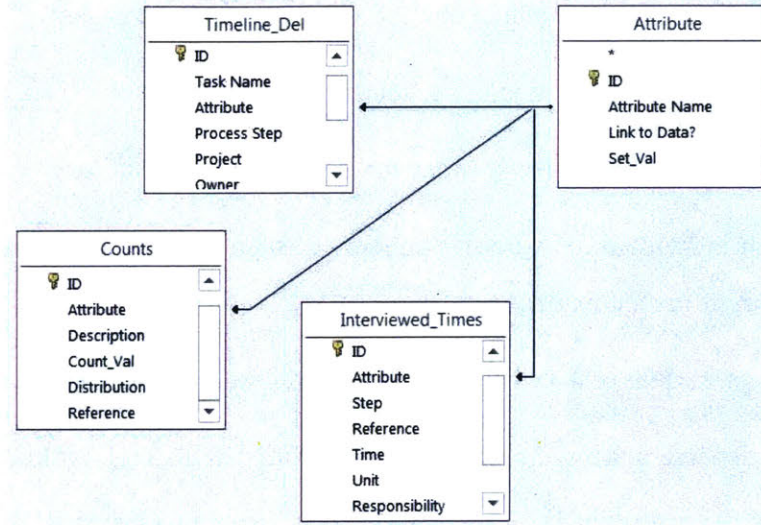 Timeline_Del
ID
Task Name
Attribute
Process Step
Project
Owner
Attribute
*
ID
Attribute Name
Link to Data?
Set_Val
Counts
ID
Attribute
Description
Count_Val
Distribution
Reference
Interviewed_Times
ID
Attribute
Step
Reference
Time
Unit
Responsibility